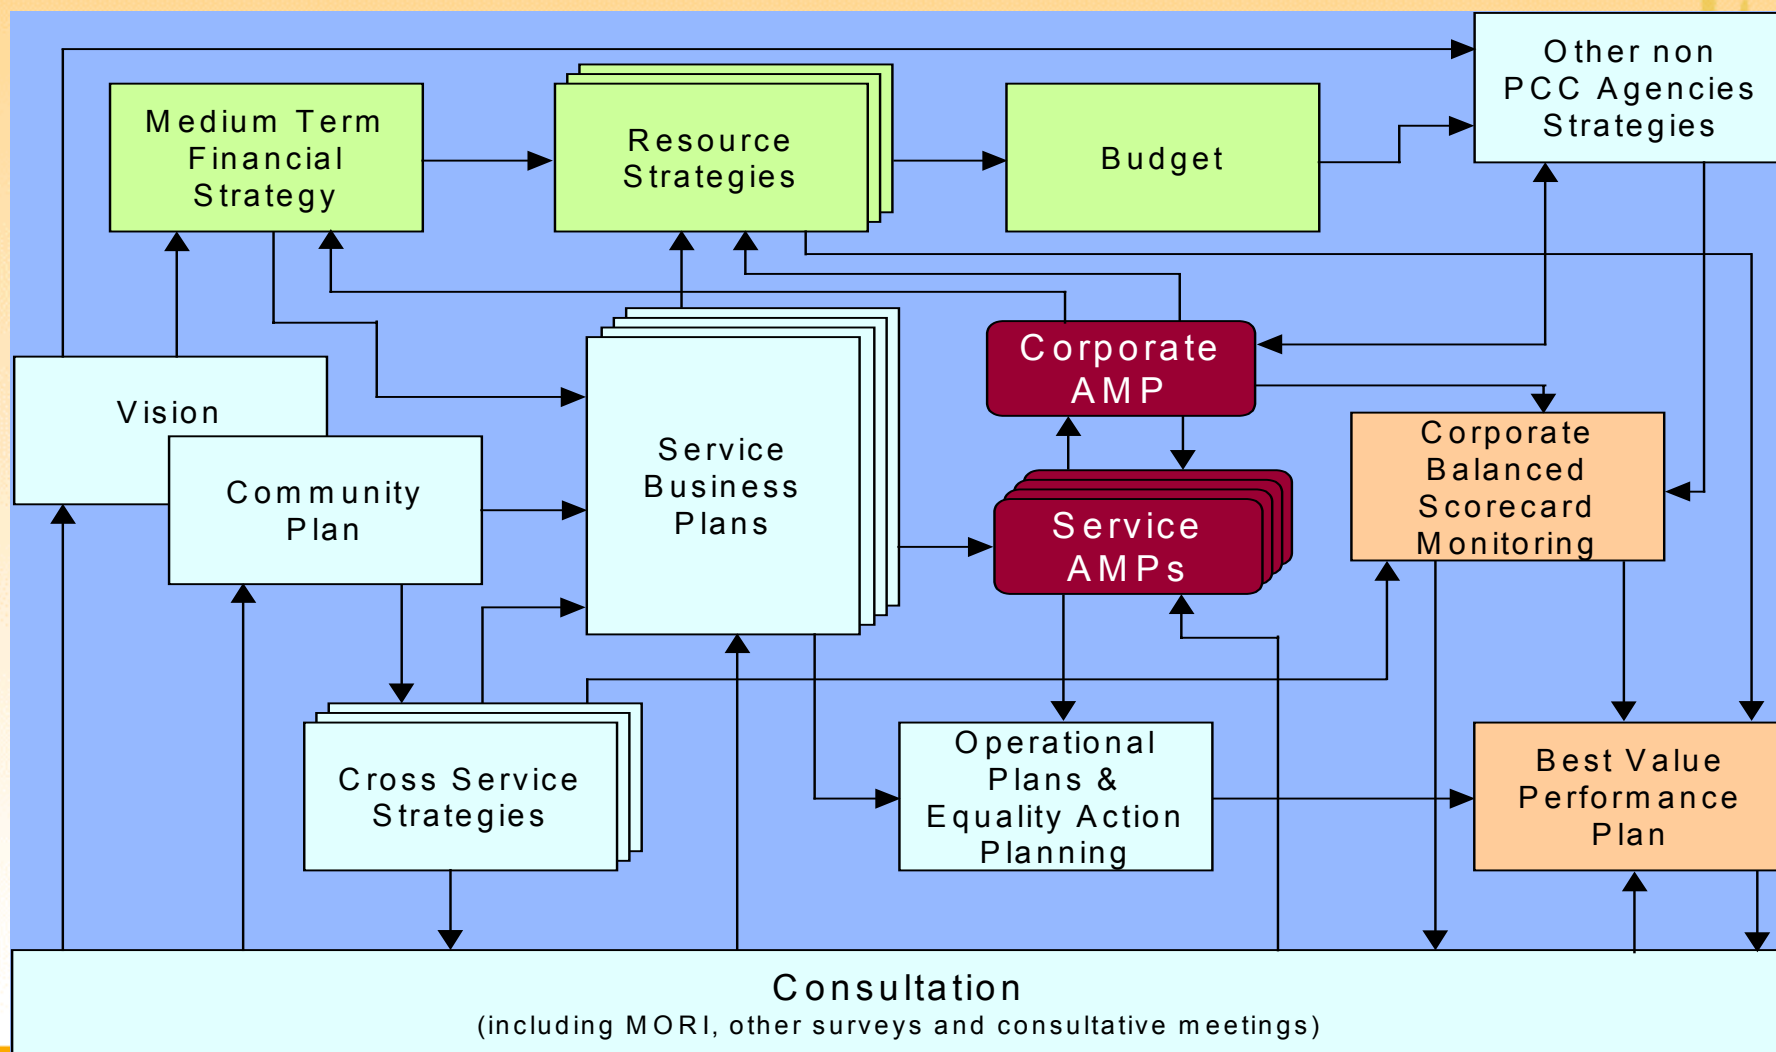 Other non
PCC Agencies
Strategies
Medium Term
Financial
Strategy
Resource
Strategies
Budget
Vision
Community
Plan
Service
Business
Plans
Corporate
AMP
Service
AMPs
Corporate
Balanced
Scorecard
Monitoring
Cross Service
Strategies
Operational
Plans &
Equality Action
Planning
Best Value
Performance
Plan
Consultation
(including MORI, other surveys and consultative meetings)